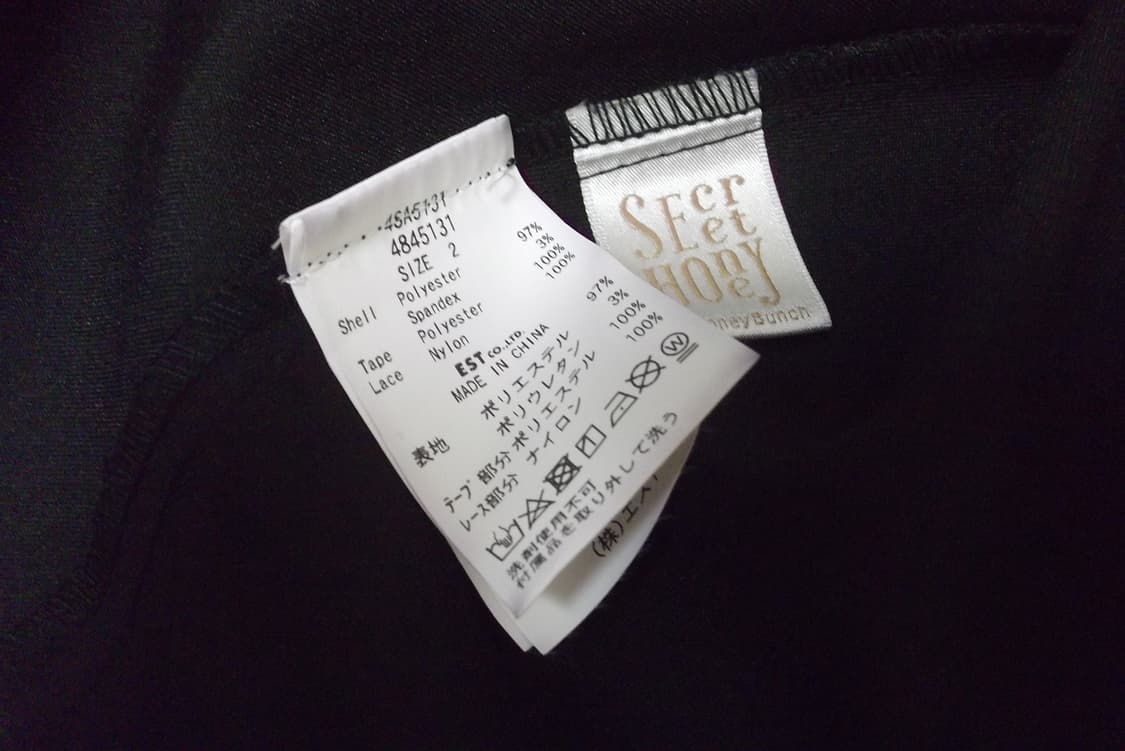 4SA5131
4845131
SIZE 2
Shell Polyester 97%
Spandex 3%
Tape Polyester 100%
Lace Nylon 100%
EST CO.,LTD.
MADE IN CHINA
表地 ポリエステル 97%
ポリウレタン 3%
テープ部分 ポリエステル 100%
レース部分 ナイロン 100%
W
洗剤使用不可
付属品を取り外して洗う
(株)エス
SEcret
HOney
oneyBunch